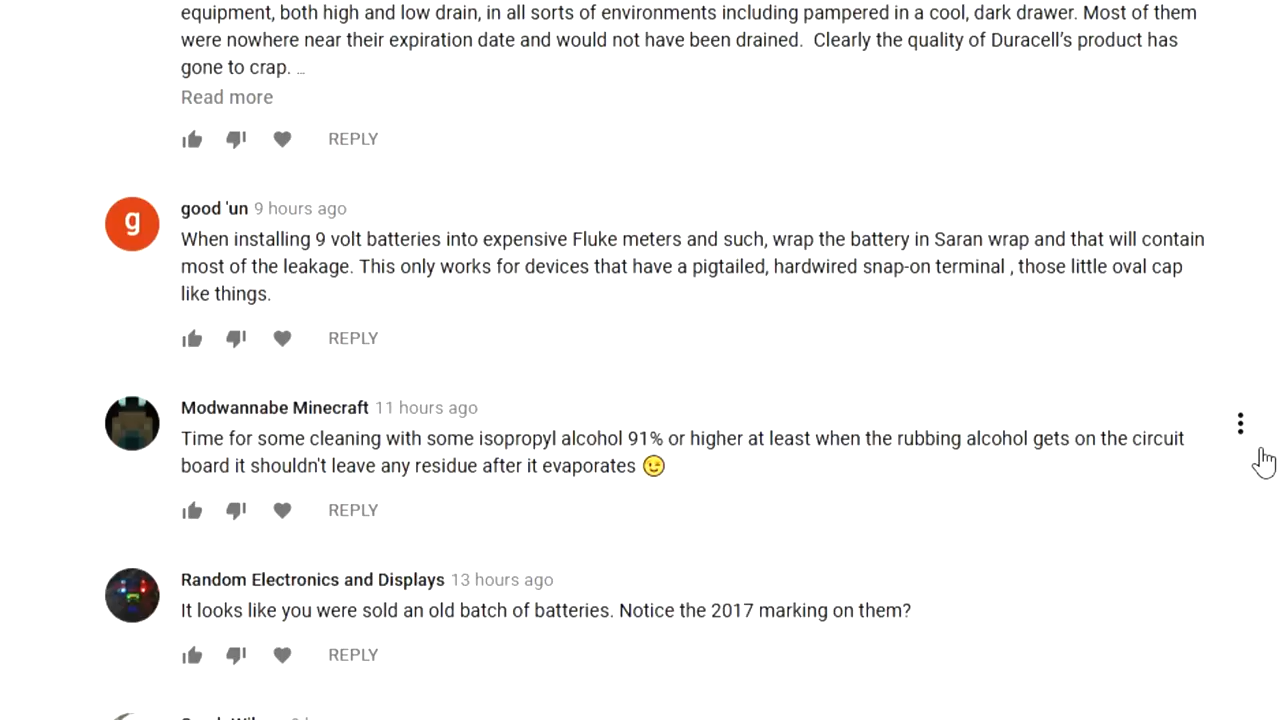 equipment, both high and low drain, in all sorts of environments including pampered in a cool, dark drawer. Most of them
were nowhere near their expiration date and would not have been drained.  Clearly the quality of Duracell's product has
gone to crap. ...
Read more
REPLY
g
good 'un 9 hours ago
When installing 9 volt batteries into expensive Fluke meters and such, wrap the battery in Saran wrap and that will contain
most of the leakage. This only works for devices that have a pigtailed, hardwired snap-on terminal , those little oval cap
like things.
REPLY
Modwannabe Minecraft 11 hours ago
Time for some cleaning with some isopropyl alcohol 91% or higher at least when the rubbing alcohol gets on the circuit
board it shouldn't leave any residue after it evaporates 😉
REPLY
Random Electronics and Displays 13 hours ago
It looks like you were sold an old batch of batteries. Notice the 2017 marking on them?
REPLY